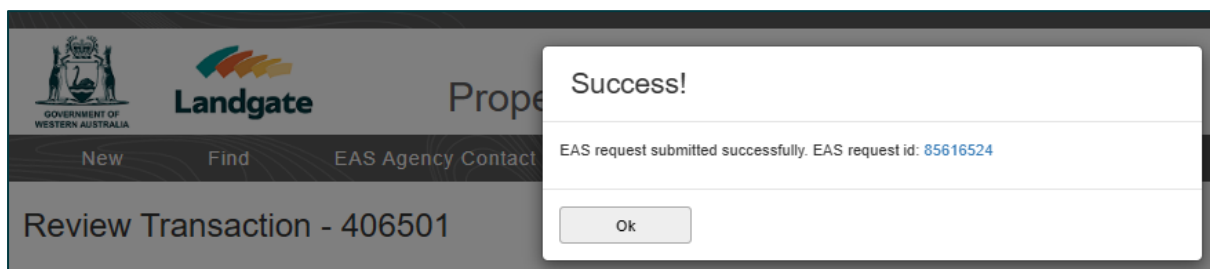 GOVERNMENT OF
WESTERN AUSTRALIA
Landgate
Prope
New Find EAS Agency Contact
Review Transaction - 406501
Success!
EAS request submitted successfully. EAS request id: 85616524
Ok